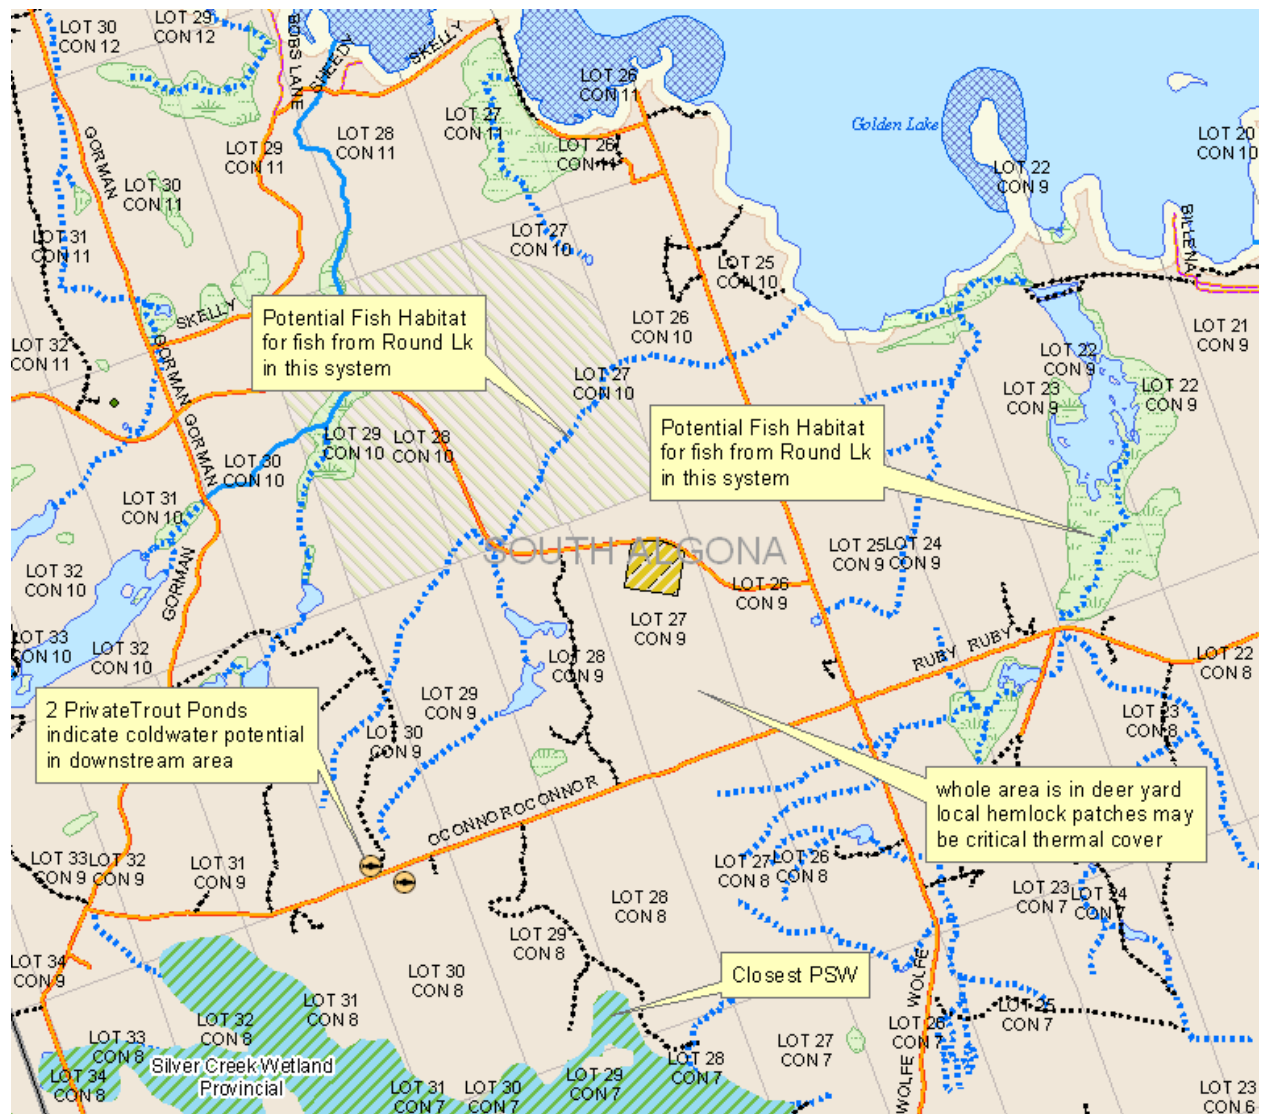 LOT 30
CON 12
LOT 29
CON 12
BOBS LANE
SHEEDY
SKELLY
LOT 26
CON 11
LOT 27
CON 11
LOT 28
CON 11
LOT 29
CON 11
LOT 26
CON 11
Golden Lake
LOT 20
CON 10
LOT 22
CON 9
GORMAN
LOT 30
CON 11
LOT 31
CON 11
LOT 27
CON 10
LOT 25
CON 10
BILLENA
SKELLY
Potential Fish Habitat
for fish from Round Lk
in this system
LOT 26
CON 10
LOT 21
CON 9
LOT 32
CON 11
GORMAN
LOT 27
CON 10
LOT 22
CON 9
LOT 23
CON 9
LOT 22
CON 9
GORMAN
LOT 29
CON 10
LOT 28
CON 10
Potential Fish Habitat
for fish from Round Lk
in this system
LOT 30
CON 10
LOT 31
CON 10
SOUTH ALGONA
LOT 25
CON 9
LOT 24
CON 9
LOT 32
CON 10
GORMAN
LOT 26
CON 9
LOT 27
CON 9
LOT 33
CON 10
LOT 32
CON 10
RUBY
RUBY
LOT 28
CON 9
LOT 22
CON 8
LOT 29
CON 9
2 PrivateTrout Ponds
indicate coldwater potential
in downstream area
LOT 30
CON 9
LOT 23
CON 8
whole area is in deer yard
local hemlock patches may
be critical thermal cover
OCONNOR
OCONNOR
LOT 33
CON 9
LOT 32
CON 9
LOT 31
CON 9
LOT 27
CON 8
LOT 26
CON 8
LOT 23
CON 7
LOT 24
CON 7
LOT 28
CON 8
LOT 29
CON 8
LOT 34
CON 9
LOT 30
CON 8
Closest PSW
WOLFE
LOT 31
CON 8
LOT 25
CON 7
LOT 32
CON 8
LOT 33
CON 8
LOT 26
CON 7
LOT 27
CON 7
Silver Creek Wetland
Provincial
LOT 28
CON 7
WOLFE
LOT 34
CON 8
LOT 31
CON 7
LOT 30
CON 7
LOT 29
CON 7
LOT 23
CON 6